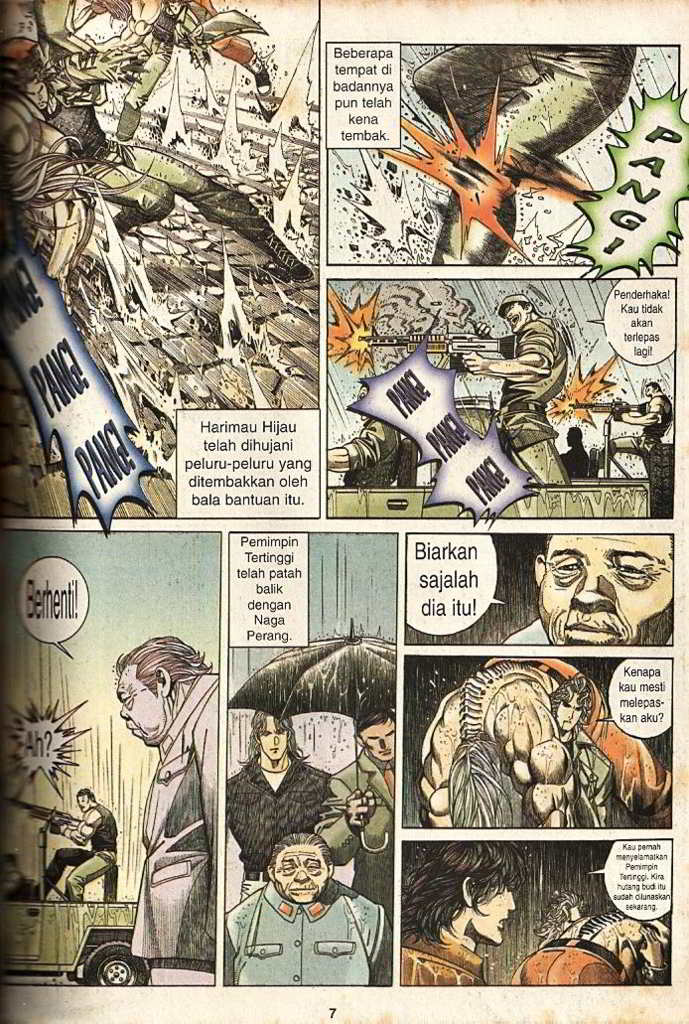 PANG!
PANG!
PANG!
Harimau Hijau
telah dihujani
peluru-peluru yang
ditembakkan oleh
bala bantuan itu.
Beberapa
tempat di
badannya
pun telah
kena
tembak.
PANG!
Penderhaka!
Kau tidak
akan
terlepas
lagi!
PANG!
PANG!
PANG!
Berhenti!
Ah?
Pemimpin
Tertinggi
telah patah
balik
dengan
Naga
Perang.
Biarkan
sajalah
dia itu!
Kenapa
kau mesti
melepas-
kan aku?
Kau pernah
menyelamatkan
Pemimpin
Tertinggi. Kira
hutang budi itu
sudah dilunaskan
sekarang.
7